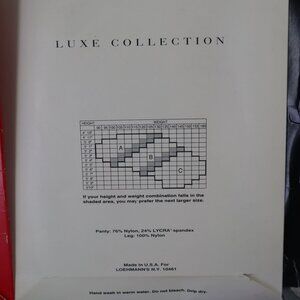 LUXE COLLECTION
HEIGHT WEIGHT
A
B
C
If your height and weight combination falls in the
shaded area, you may prefer the next larger size.
Panty: 76% Nylon, 24% LYCRA® spandex
Leg: 100% Nylon
Made in U.S.A. For
LOEHMANN'S N.Y. 10461
Hand wash in warm water. Do not bleach. Drip dry.